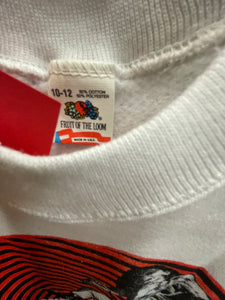 10-12
50% COTTON
50% POLYESTER
FRUIT OF THE LOOM
MADE IN U.S.A.